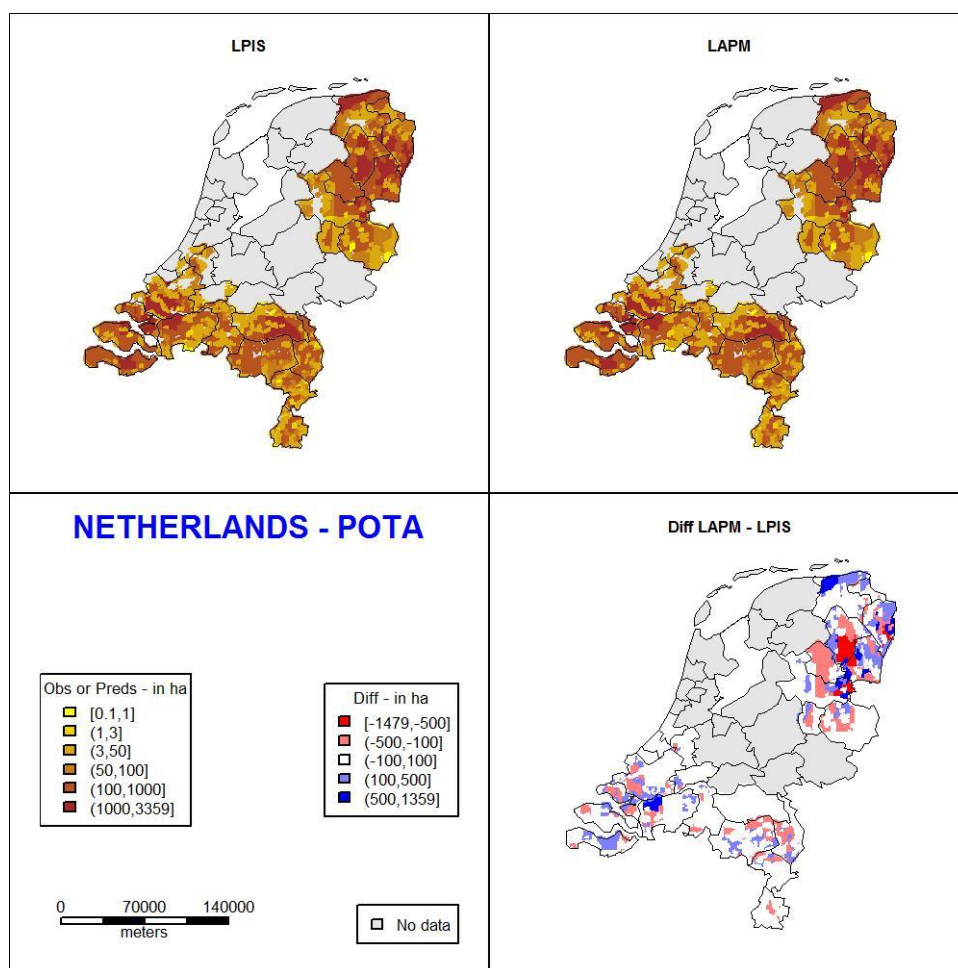 LPIS
LAPM
NETHERLANDS - POTA
Diff LAPM - LPIS
Obs or Preds - in ha
[0.1,1]
(1,3]
(3,50]
(50,100]
(100,1000]
(1000,3359]
Diff - in ha
[-1479,-500]
(-500,-100]
(-100,100]
(100,500]
(500,1359]
0 70000 140000
meters
No data